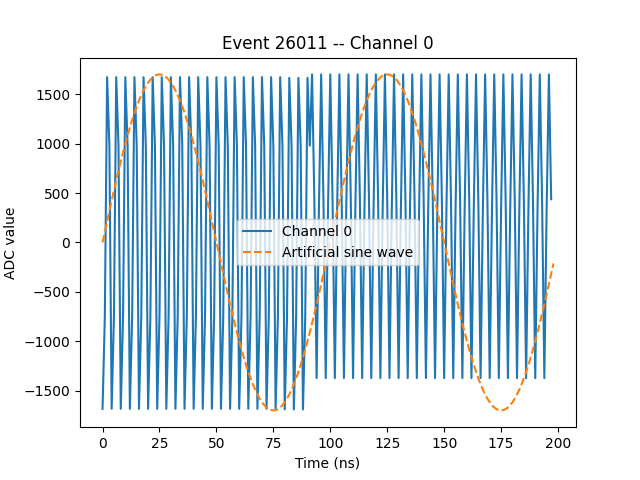 Event 26011 -- Channel 0
ADC value
1500
1000
500
0
−500
−1000
−1500
Channel 0
Artificial sine wave
0 25 50 75 100 125 150 175 200
Time (ns)